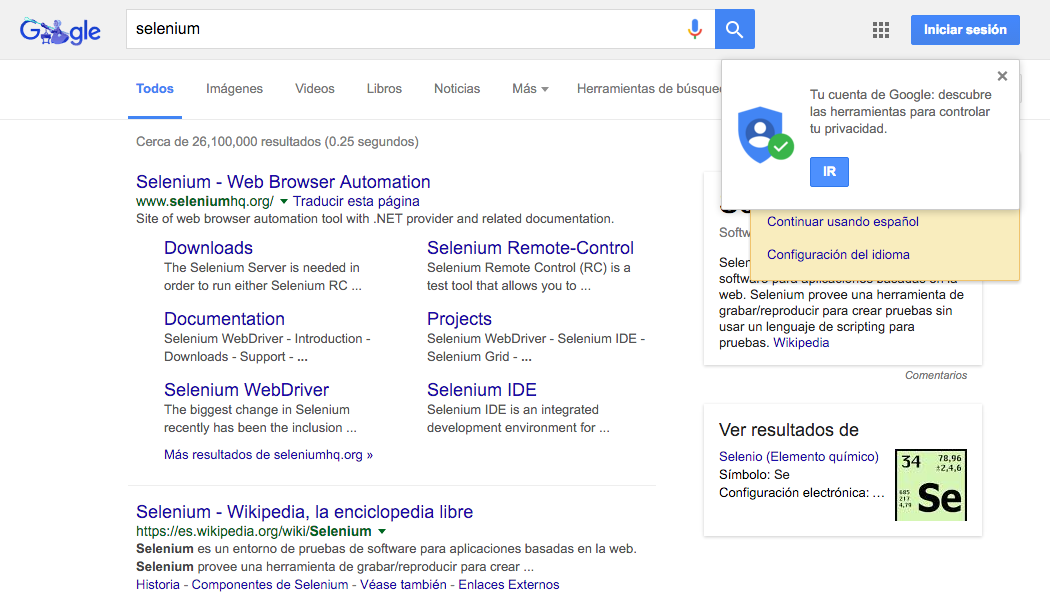 Google
selenium
Iniciar sesión
Todos Imágenes Videos Libros Noticias Más Herramientas de búsque
Tu cuenta de Google: descubre
las herramientas para controlar
tu privacidad.
IR
Cerca de 26,100,000 resultados (0.25 segundos)
Selenium - Web Browser Automation
www.seleniumhq.org/ Traducir esta página
Site of web browser automation tool with .NET provider and related documentation.
Downloads
The Selenium Server is needed in
order to run either Selenium RC ...
Selenium Remote-Control
Selenium Remote Control (RC) is a
test tool that allows you to ...
Documentation
Selenium WebDriver - Introduction -
Downloads - Support - ...
Projects
Selenium WebDriver - Selenium IDE -
Selenium Grid - ...
Selenium WebDriver
The biggest change in Selenium
recently has been the inclusion ...
Selenium IDE
Selenium IDE is an integrated
development environment for ...
Más resultados de seleniumhq.org »
Selenium - Wikipedia, la enciclopedia libre
https://es.wikipedia.org/wiki/Selenium
Selenium es un entorno de pruebas de software para aplicaciones basadas en la web.
Selenium provee una herramienta de grabar/reproducir para crear ...
Historia - Componentes de Selenium - Véase también - Enlaces Externos
Continuar usando español
Configuración del idioma
Softw
Selen
software para aplicaciones basadas en la
web. Selenium provee una herramienta de
grabar/reproducir para crear pruebas sin
usar un lenguaje de scripting para
pruebas. Wikipedia
Comentarios
Ver resultados de
Selenio (Elemento químico)
Símbolo: Se
Configuración electrónica: ...
34 78,96
±2,4,6
685
217
4,79
Se